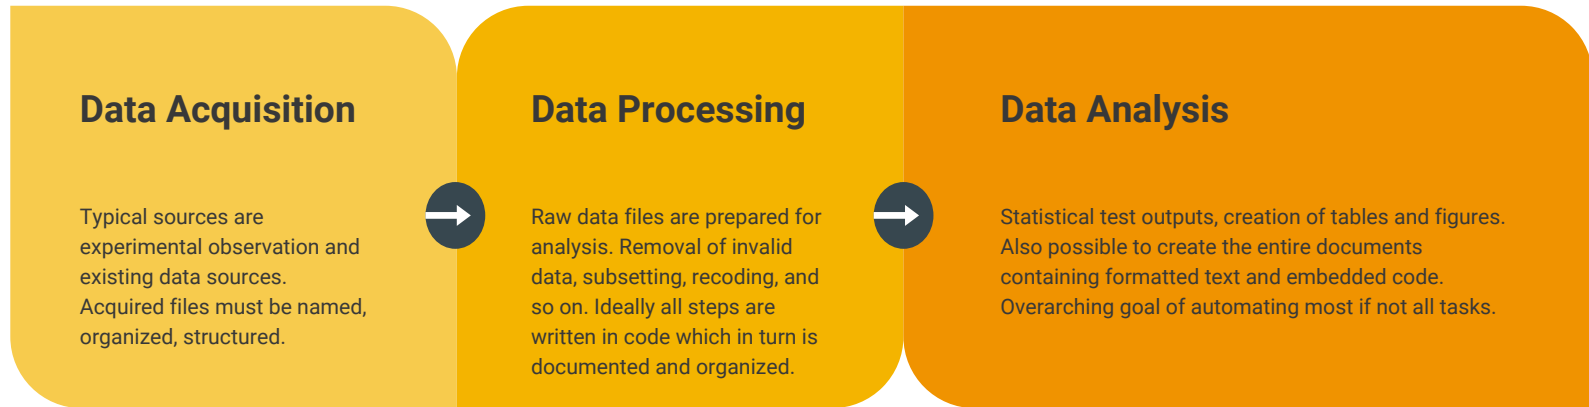 Data Acquisition
Typical sources are
experimental observation and
existing data sources.
Acquired files must be named,
organized, structured.
Data Processing
Raw data files are prepared for
analysis. Removal of invalid
data, subsetting, recoding, and
so on. Ideally all steps are
written in code which in turn is
documented and organized.
Data Analysis
Statistical test outputs, creation of tables and figures.
Also possible to create the entire documents
containing formatted text and embedded code.
Overarching goal of automating most if not all tasks.